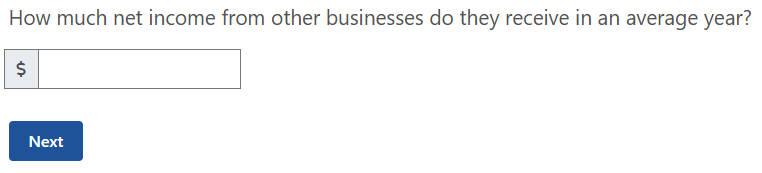 How much net income from other businesses do they receive in an average year?
$
Next